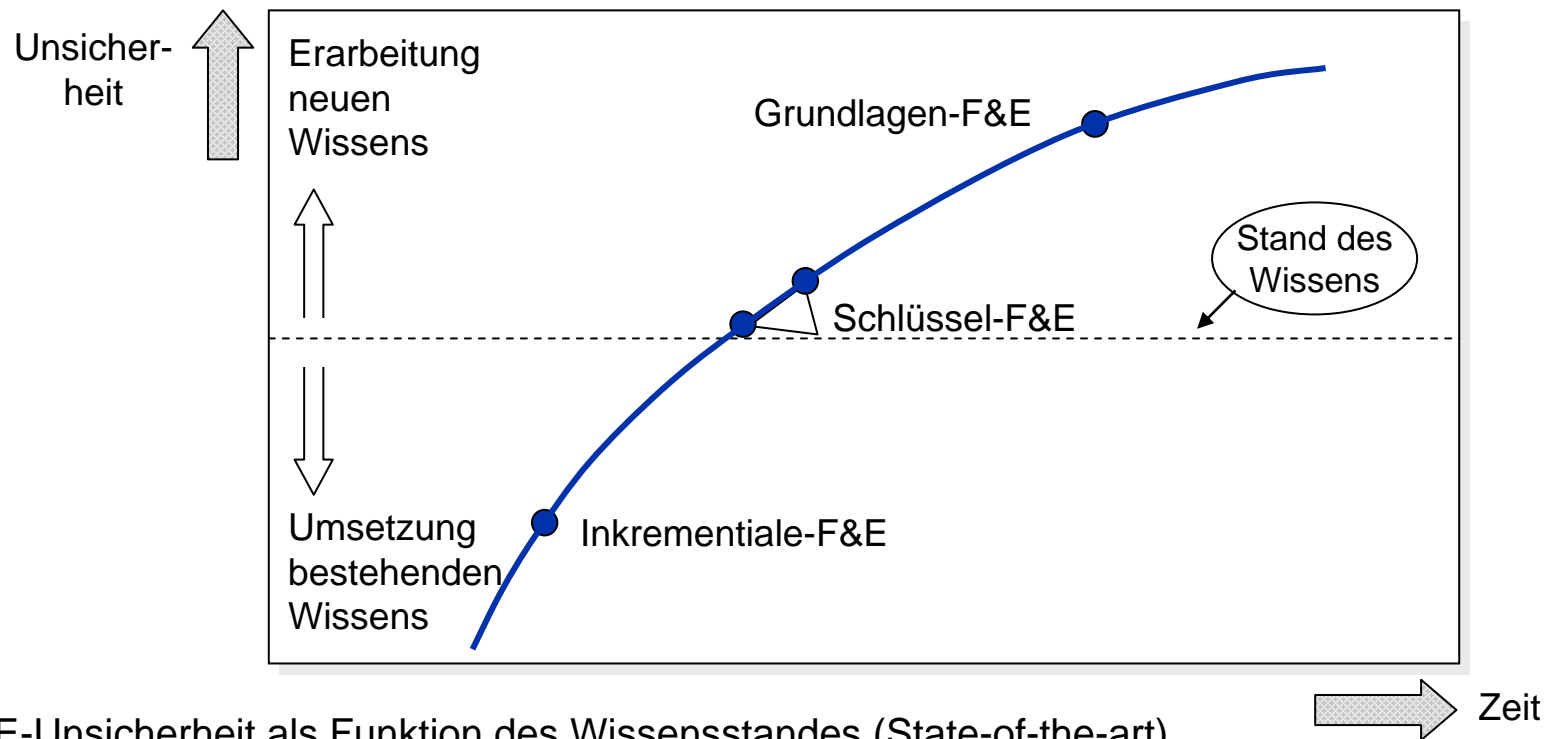 Unsicher-
heit
Erarbeitung
neuen
Wissens
Grundlagen-F&E
Stand des
Wissens
Schlüssel-F&E
Umsetzung
bestehenden
Wissens
Inkrementiale-F&E
Zeit
E-Unsicherheit als Funktion des Wissensstandes (State-of-the-art)